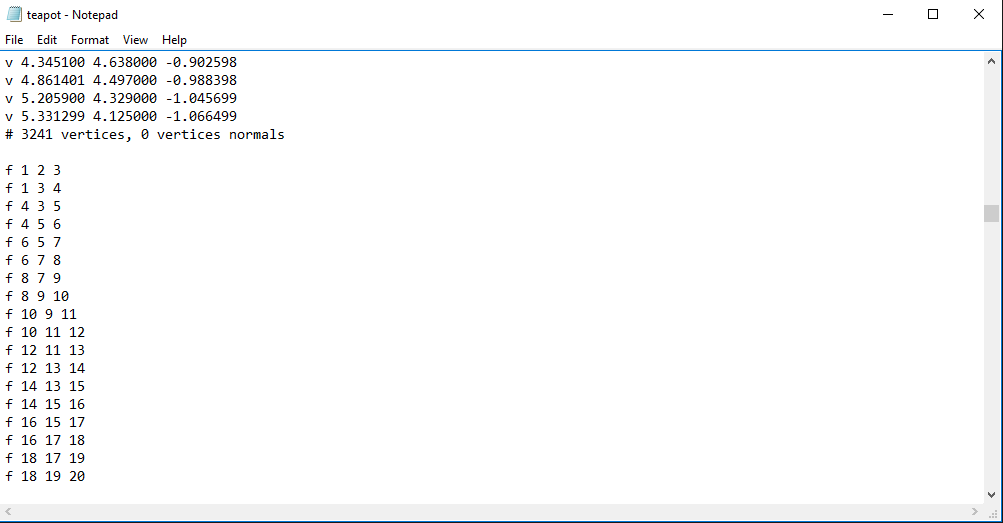 teapot - Notepad
File Edit Format View Help
v 4.345100 4.638000 -0.902598
v 4.861401 4.497000 -0.988398
v 5.205900 4.329000 -1.045699
v 5.331299 4.125000 -1.066499
# 3241 vertices, 0 vertices normals
f 1 2 3
f 1 3 4
f 4 3 5
f 4 5 6
f 6 5 7
f 6 7 8
f 8 7 9
f 8 9 10
f 10 9 11
f 10 11 12
f 12 11 13
f 12 13 14
f 14 13 15
f 14 15 16
f 16 15 17
f 16 17 18
f 18 17 19
f 18 19 20